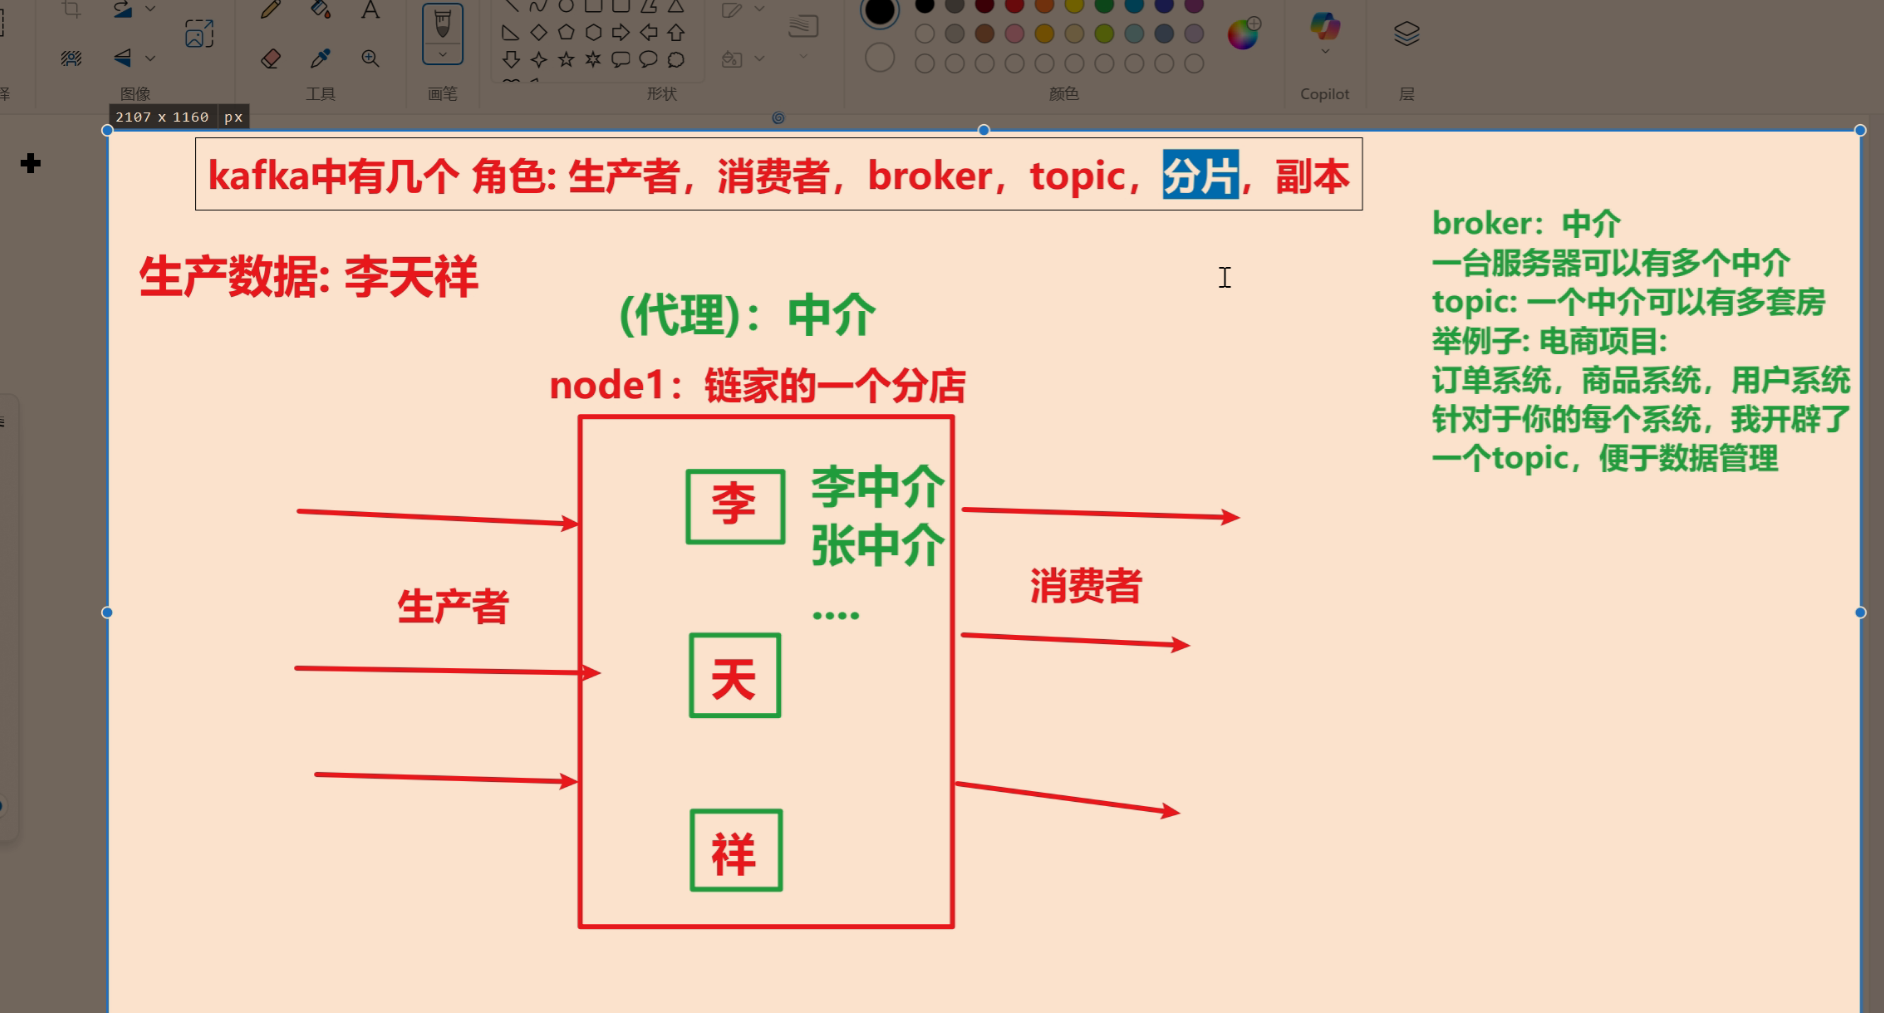 图像
工具
画笔
形状
颜色
Copilot
层
2107 x 1160 px
kafka中有几个 角色: 生产者，消费者，broker，topic，分片，副本
生产数据: 李天祥
(代理)：中介
node1：链家的一个分店
李
李中介
张中介
....
天
祥
生产者
消费者
broker：中介
一台服务器可以有多个中介
topic: 一个中介可以有多套房
举例子: 电商项目:
订单系统，商品系统，用户系统
针对于你的每个系统，我开辟了
一个topic，便于数据管理